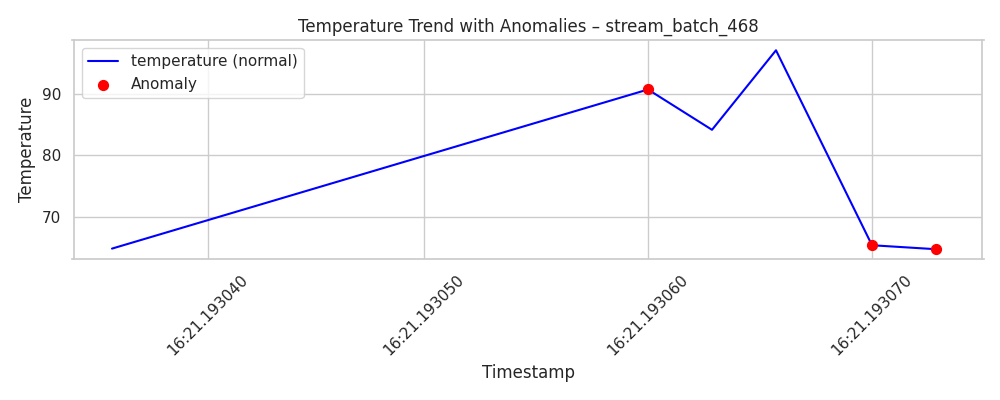 Temperature Trend with Anomalies – stream_batch_468
temperature (normal)
Anomaly
Temperature
90
80
70
16:21.193040
16:21.193050
16:21.193060
16:21.193070
Timestamp